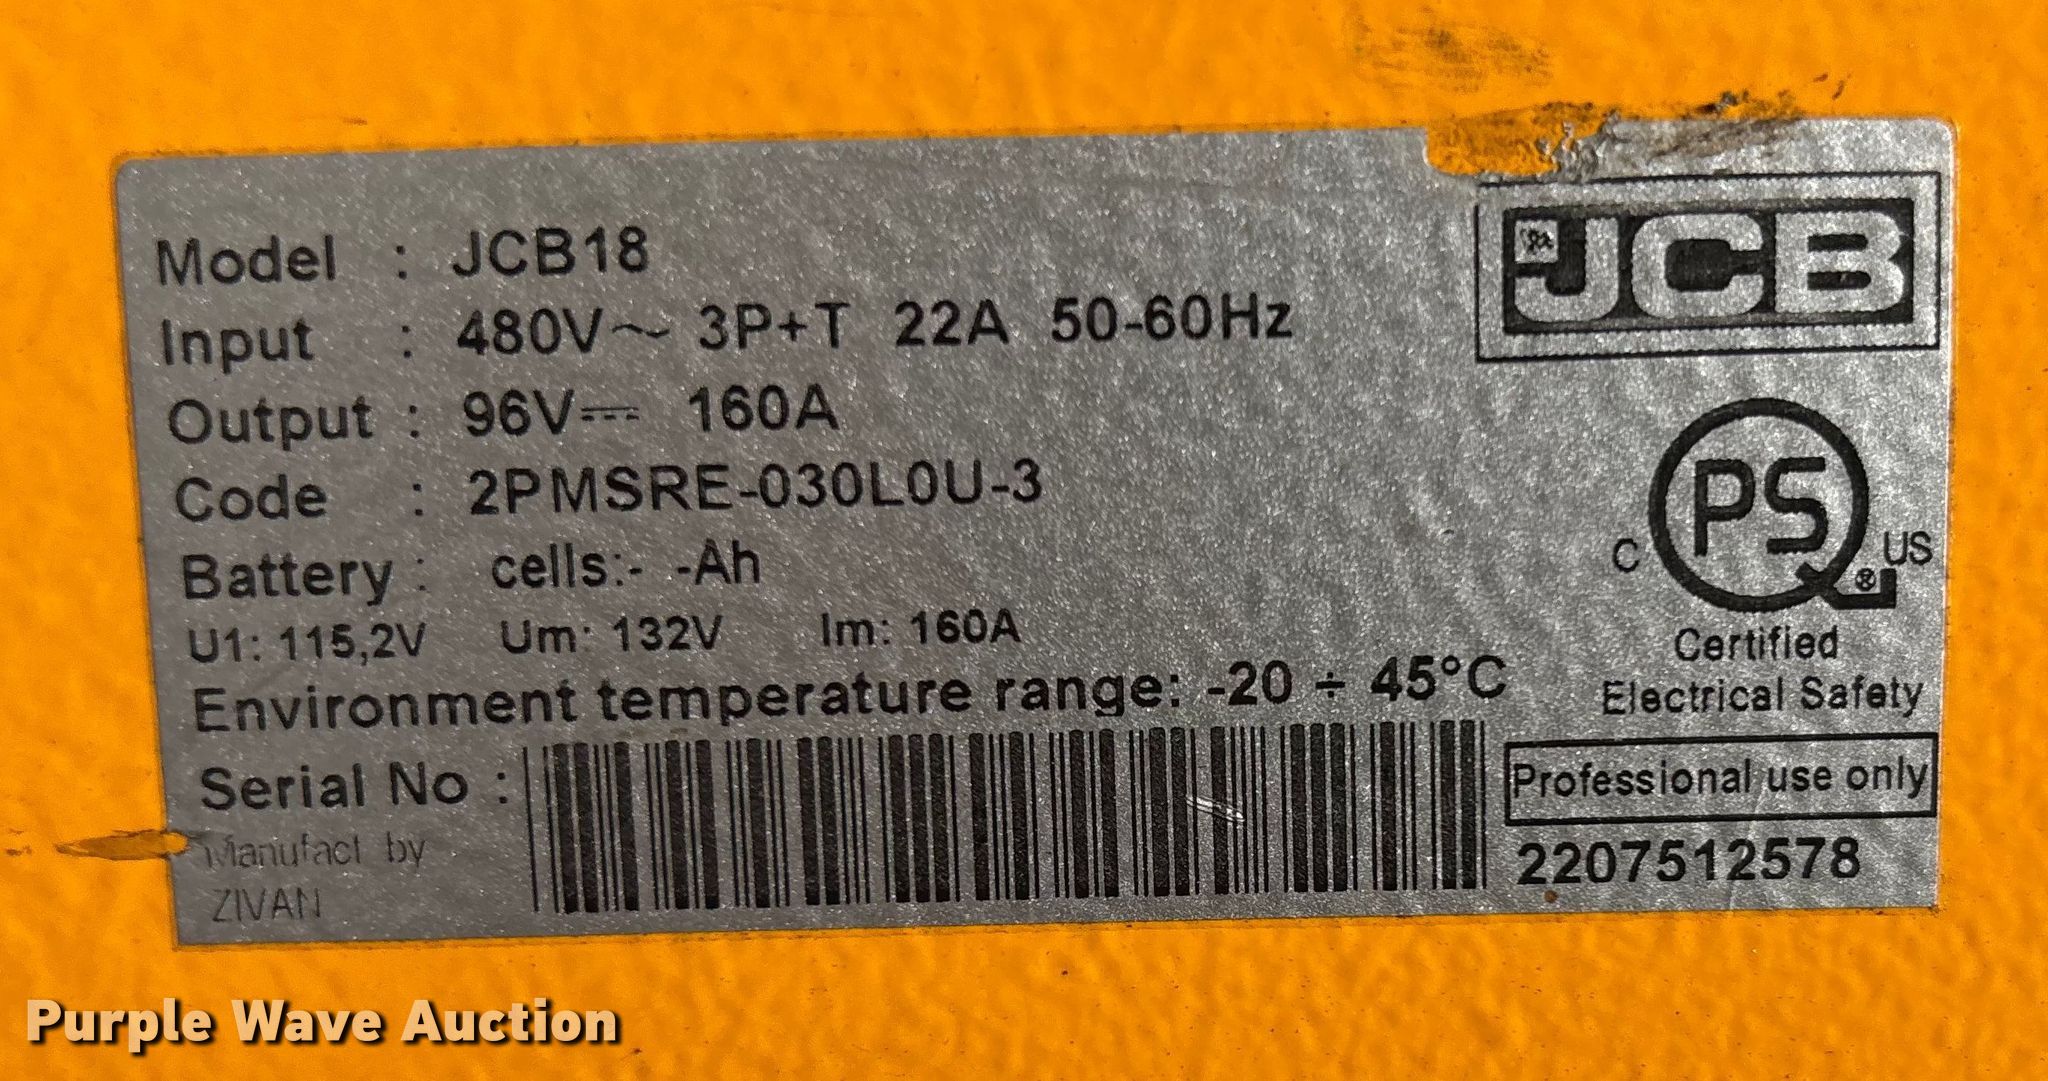 Model : JCB18
Input : 480V~ 3P+T 22A 50-60Hz
Output : 96V⎓ 160A
Code : 2PMSRE-030L0U-3
Battery : cells:- -Ah
U1: 115,2V Um: 132V Im: 160A
Environment temperature range: -20 ÷ 45°C
Serial No :
Manufact by
ZIVAN
JCB
PS
C US
®
Certified
Electrical Safety
Professional use only
2207512578
Purple Wave Auction